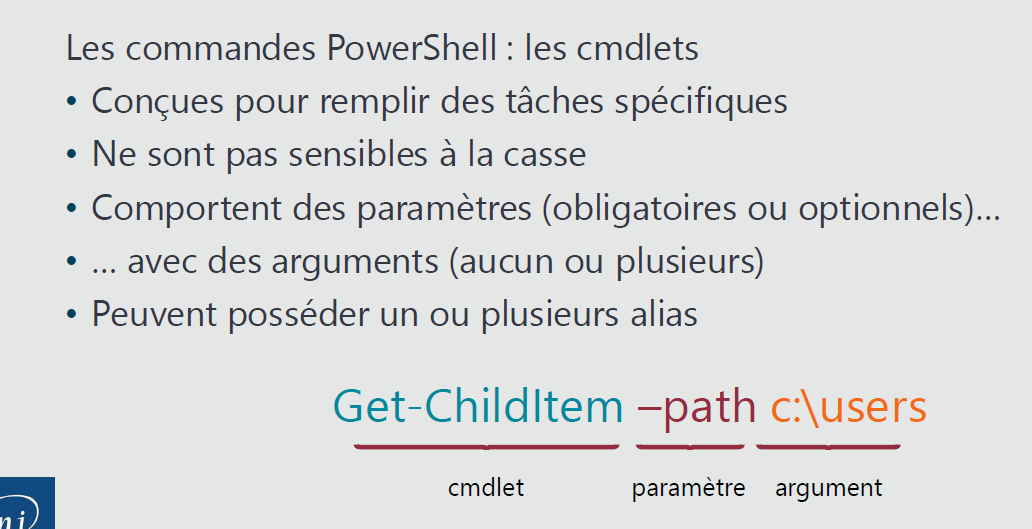 Les commandes PowerShell : les cmdlets
• Conçues pour remplir des tâches spécifiques
• Ne sont pas sensibles à la casse
• Comportent des paramètres (obligatoires ou optionnels)…
• … avec des arguments (aucun ou plusieurs)
• Peuvent posséder un ou plusieurs alias
Get-ChildItem –path c:\users
cmdlet paramètre argument